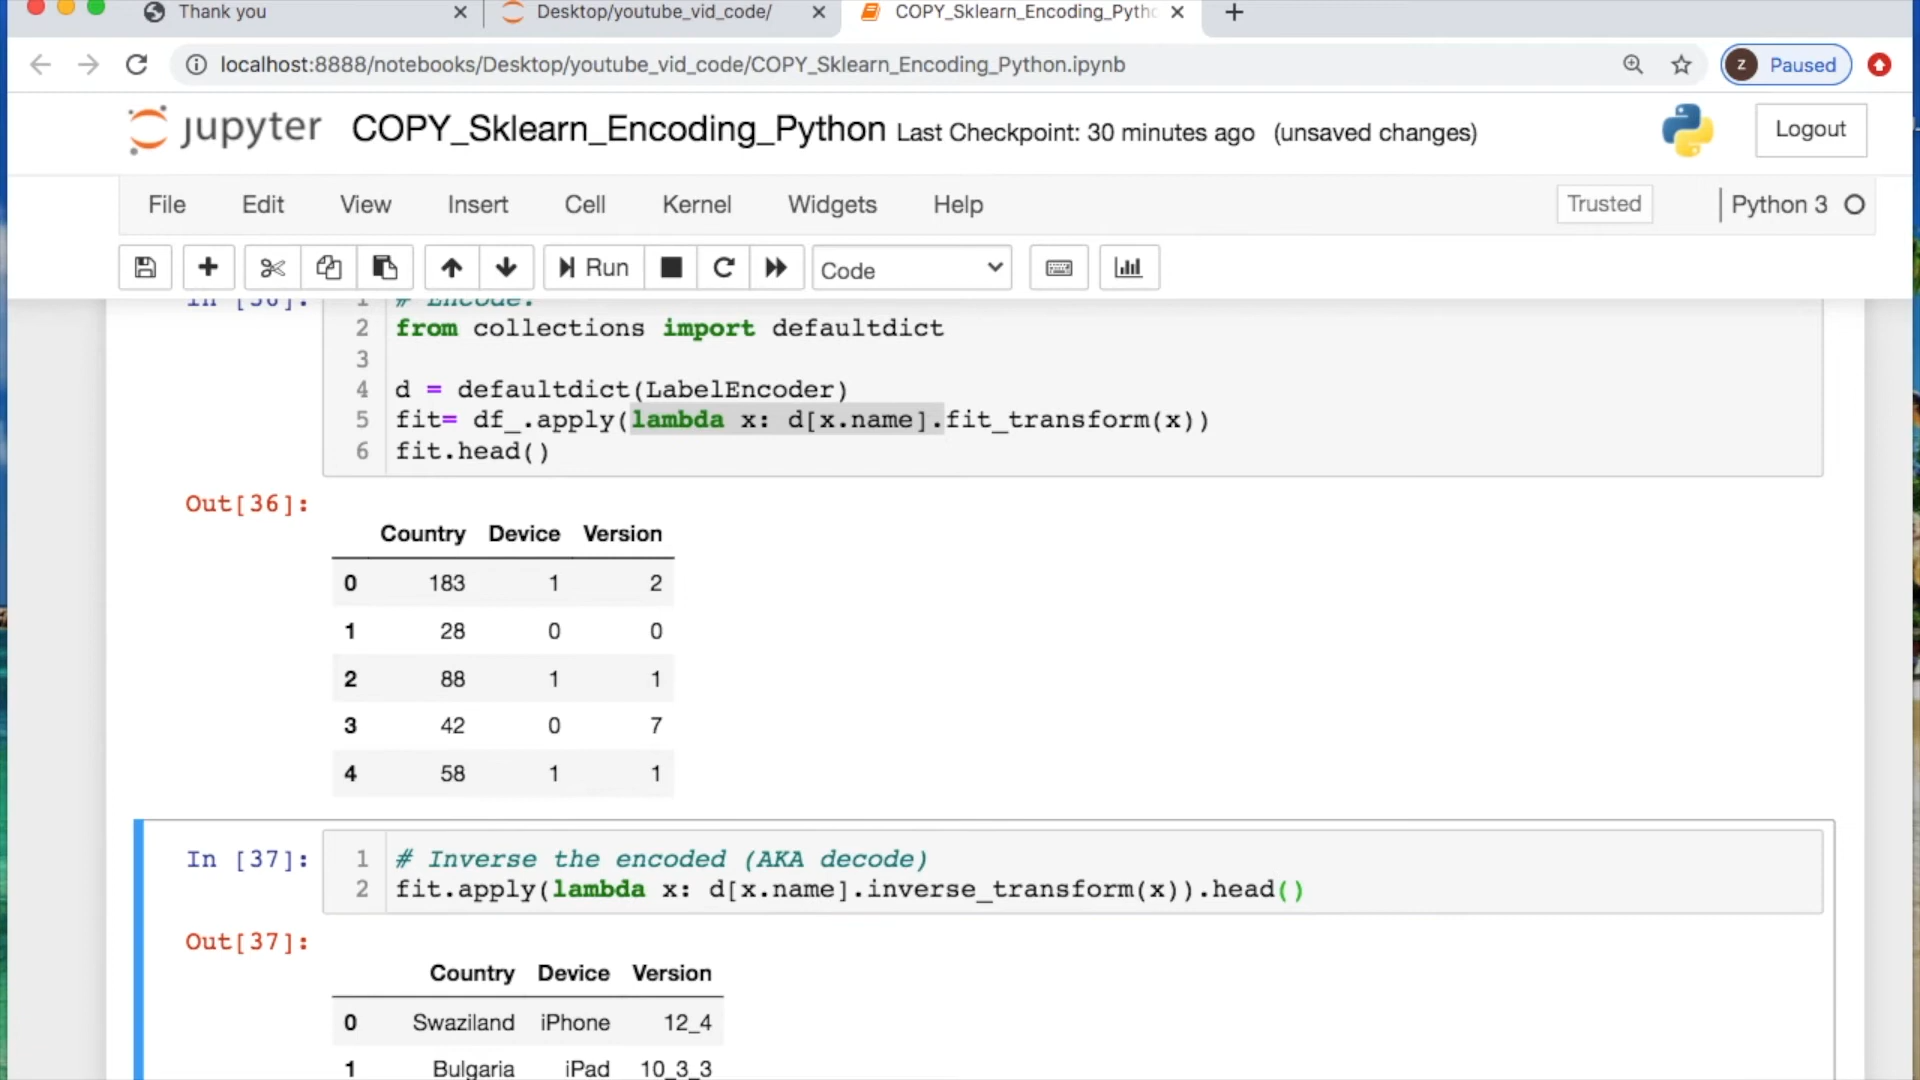 Thank you
Desktop/youtube_vid_code/
COPY_Sklearn_Encoding_Pytho
localhost:8888/notebooks/Desktop/youtube_vid_code/COPY_Sklearn_Encoding_Python.ipynb
z Paused
jupyter COPY_Sklearn_Encoding_Python Last Checkpoint: 30 minutes ago (unsaved changes)
Logout
File Edit View Insert Cell Kernel Widgets Help
Trusted
Python 3
Run
Code
In [36]: 1 # Encode.
2 from collections import defaultdict
3
4 d = defaultdict(LabelEncoder)
5 fit= df_.apply(lambda x: d[x.name].fit_transform(x))
6 fit.head()
Out[36]:
Country Device Version
0 183 1 2
1 28 0 0
2 88 1 1
3 42 0 7
4 58 1 1
In [37]: 1 # Inverse the encoded (AKA decode)
2 fit.apply(lambda x: d[x.name].inverse_transform(x)).head()
Out[37]:
Country Device Version
0 Swaziland iPhone 12_4
1 Bulgaria iPad 10_3_3